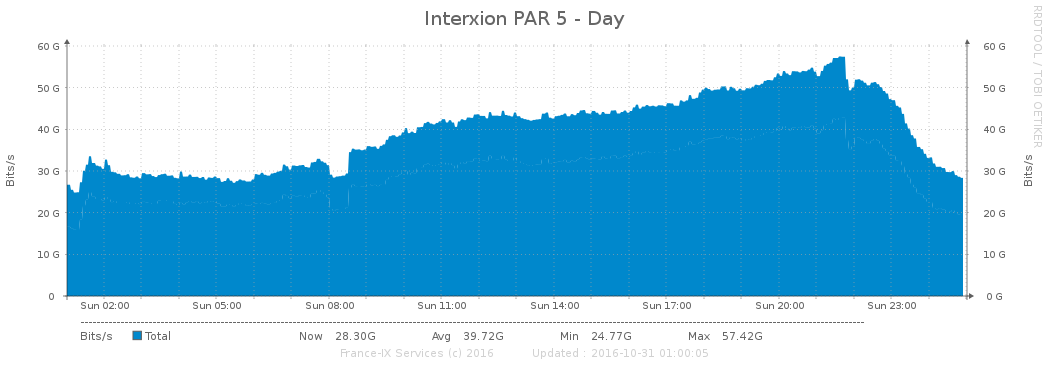 Interxion PAR 5 - Day
RRDTOOL / TOBI OETIKER
Bits/s
60 G 60 G
50 G 50 G
40 G 40 G
30 G 30 G
20 G 20 G
10 G 10 G
0 0 G
Bits/s
Sun 02:00 Sun 05:00 Sun 08:00 Sun 11:00 Sun 14:00 Sun 17:00 Sun 20:00 Sun 23:00
Bits/s Total Now 28.30G Avg 39.72G Min 24.77G Max 57.42G
France-IX Services (c) 2016 Updated : 2016-10-31 01:00:05